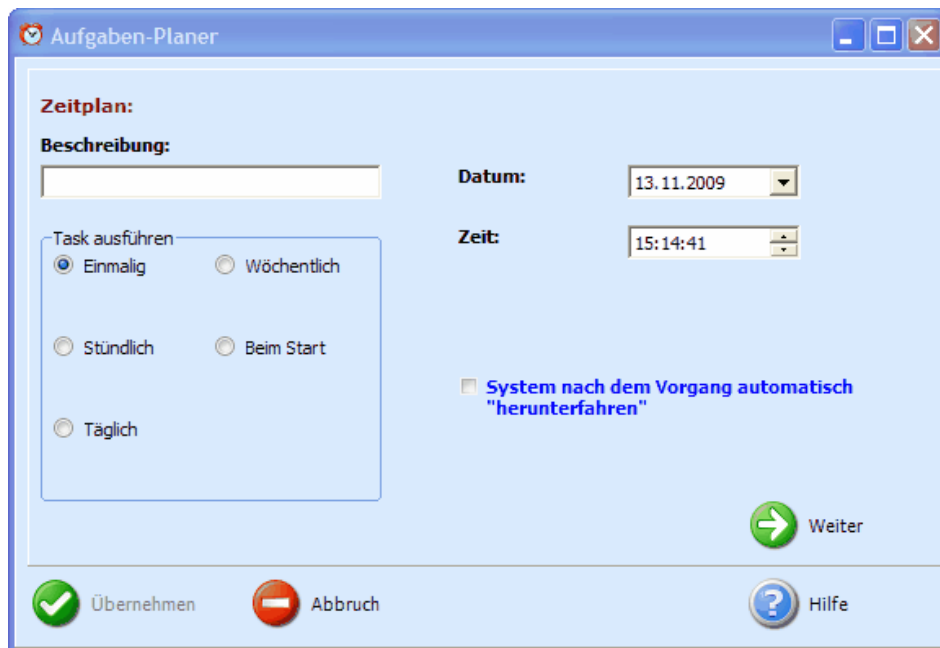 Aufgaben-Planer
Zeitplan:
Beschreibung:
Datum:
13.11.2009
Zeit:
15:14:41
Task ausführen
Einmalig
Wöchentlich
Stündlich
Beim Start
Täglich
System nach dem Vorgang automatisch
"herunterfahren"
Weiter
Übernehmen
Abbruch
Hilfe